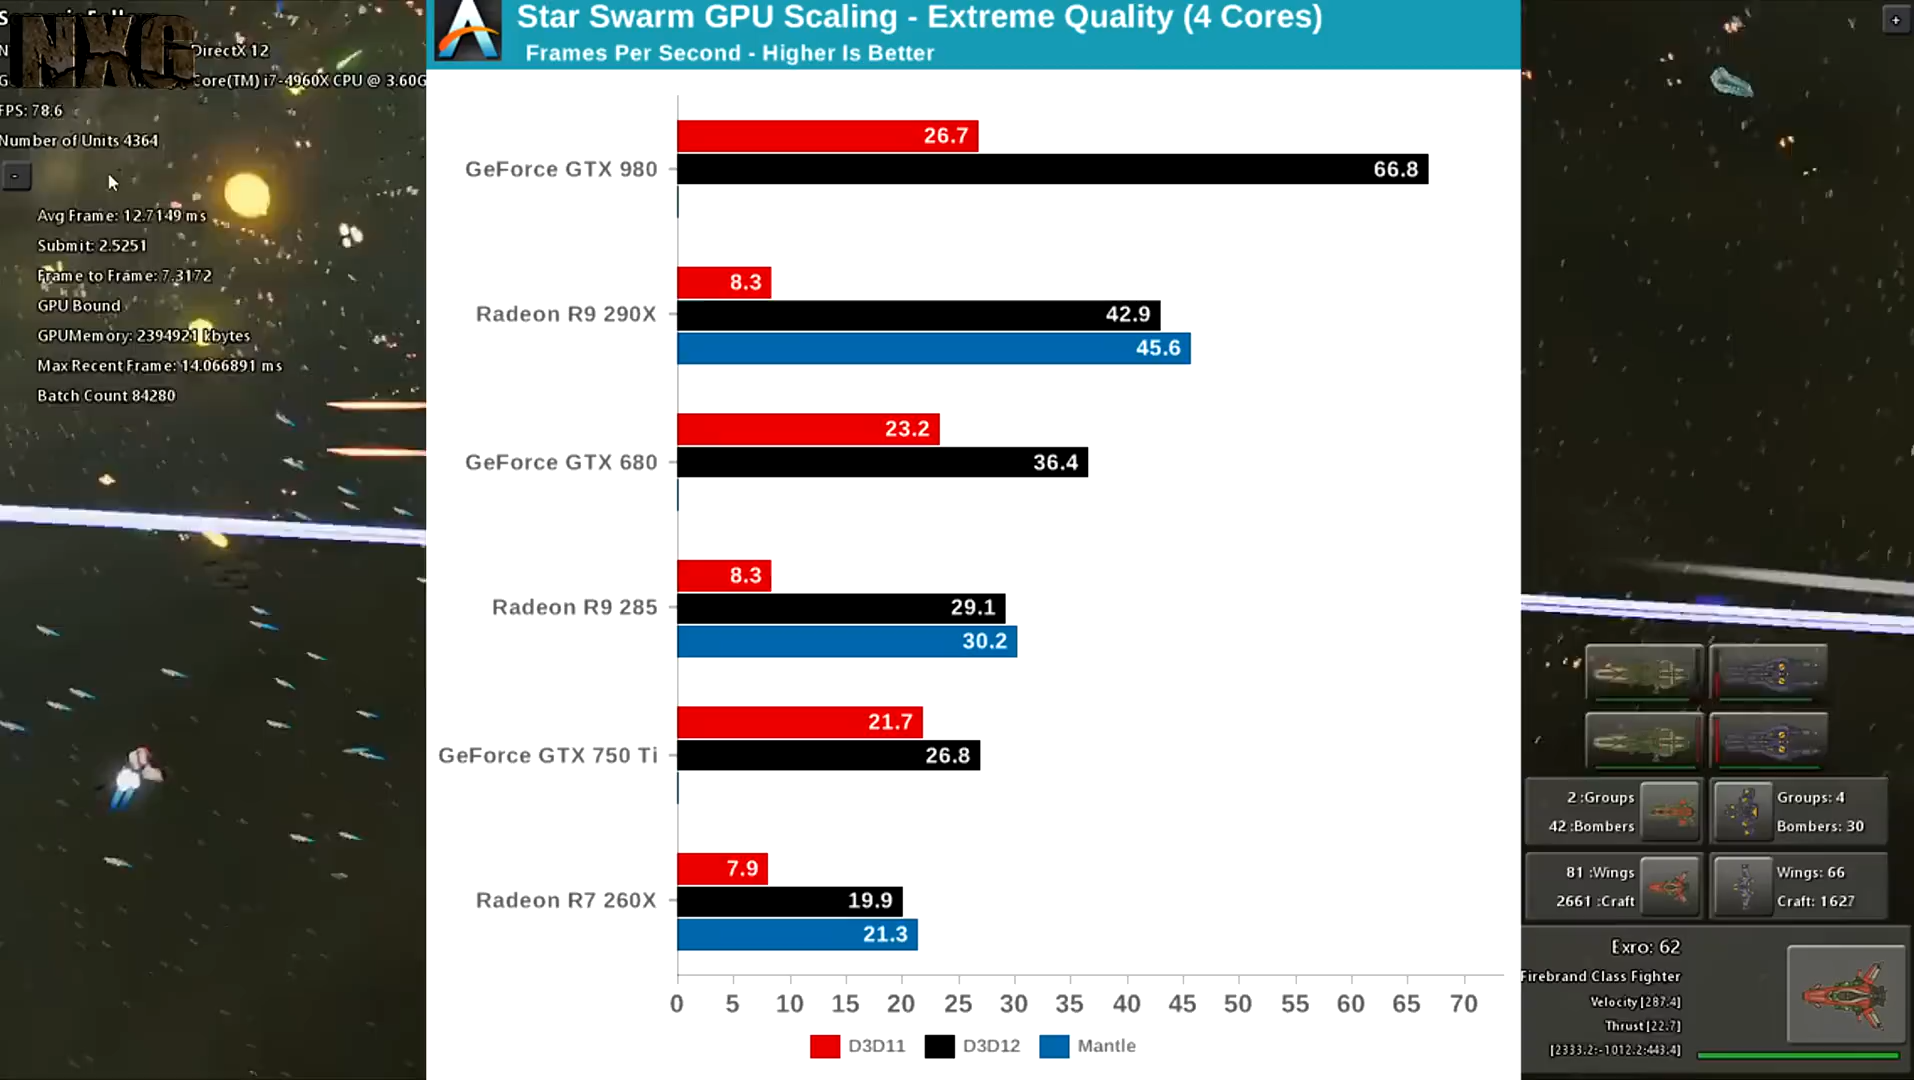 NXG
DirectX 12
Core(TM) i7-4960X CPU @ 3.60G
FPS: 78.6
Number of Units 4364
-
Avg Frame: 12.7149 ms
Submit: 2.5251
Frame to Frame: 7.3172
GPU Bound
GPUMemory: 2394921 kbytes
Max Recent Frame: 14.066891 ms
Batch Count 84280
Star Swarm GPU Scaling - Extreme Quality (4 Cores)
Frames Per Second - Higher Is Better
26.7
GeForce GTX 980
66.8
8.3
Radeon R9 290X
42.9
45.6
23.2
GeForce GTX 680
36.4
8.3
Radeon R9 285
29.1
30.2
21.7
GeForce GTX 750 Ti
26.8
7.9
Radeon R7 260X
19.9
21.3
0 5 10 15 20 25 30 35 40 45 50 55 60 65 70
D3D11 D3D12 Mantle
+
2 :Groups
42 :Bombers
Groups: 4
Bombers: 30
81 :Wings
2661 :Craft
Wings: 66
Craft: 1627
Exro: 62
Firebrand Class Fighter
Velocity [287.4]
Thrust [22.7]
[2333.2:-1012.2:443.4]